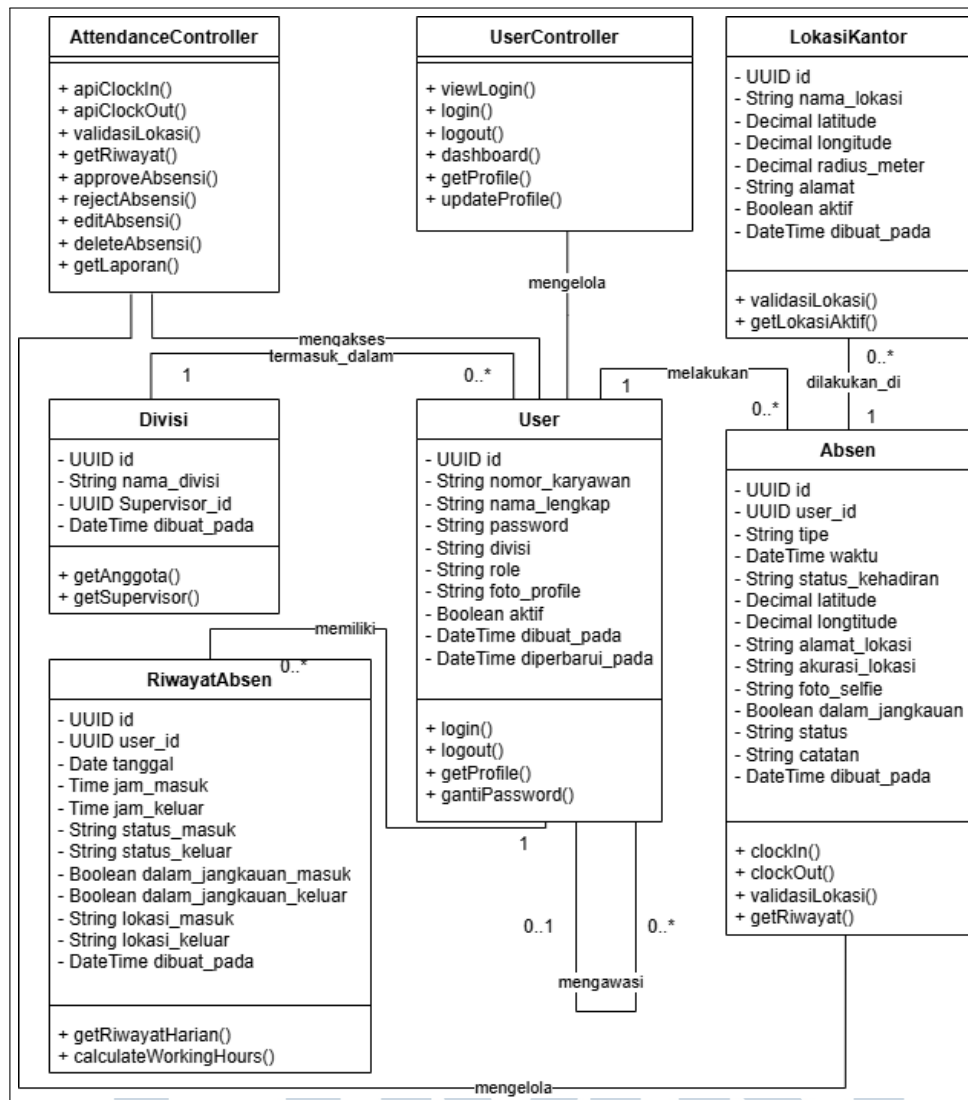 AttendanceController
+ apiClockIn()
+ apiClockOut()
+ validasiLokasi()
+ getRiwayat()
+ approveAbsensi()
+ rejectAbsensi()
+ editAbsensi()
+ deleteAbsensi()
+ getLaporan()
UserController
+ viewLogin()
+ login()
+ logout()
+ dashboard()
+ getProfile()
+ updateProfile()
LokasiKantor
- UUID id
- String nama_lokasi
- Decimal latitude
- Decimal longitude
- Decimal radius_meter
- String alamat
- Boolean aktif
- DateTime dibuat_pada
+ validasiLokasi()
+ getLokasiAktif()
mengelola
mengakses
termasuk_dalam
1
0..*
melakukan
1
0..*
0..*
dilakukan_di
1
Divisi
- UUID id
- String nama_divisi
- UUID Supervisor_id
- DateTime dibuat_pada
+ getAnggota()
+ getSupervisor()
User
- UUID id
- String nomor_karyawan
- String nama_lengkap
- String password
- String divisi
- String role
- String foto_profile
- Boolean aktif
- DateTime dibuat_pada
- DateTime diperbarui_pada
+ login()
+ logout()
+ getProfile()
+ gantiPassword()
Absen
- UUID id
- UUID user_id
- String tipe
- DateTime waktu
- String status_kehadiran
- Decimal latitude
- Decimal longtitude
- String alamat_lokasi
- String akurasi_lokasi
- String foto_selfie
- Boolean dalam_jangkauan
- String status
- String catatan
- DateTime dibuat_pada
+ clockIn()
+ clockOut()
+ validasiLokasi()
+ getRiwayat()
memiliki
0..*
1
RiwayatAbsen
- UUID id
- UUID user_id
- Date tanggal
- Time jam_masuk
- Time jam_keluar
- String status_masuk
- String status_keluar
- Boolean dalam_jangkauan_masuk
- Boolean dalam_jangkauan_keluar
- String lokasi_masuk
- String lokasi_keluar
- DateTime dibuat_pada
+ getRiwayatHarian()
+ calculateWorkingHours()
0..1
0..*
mengawasi
mengelola